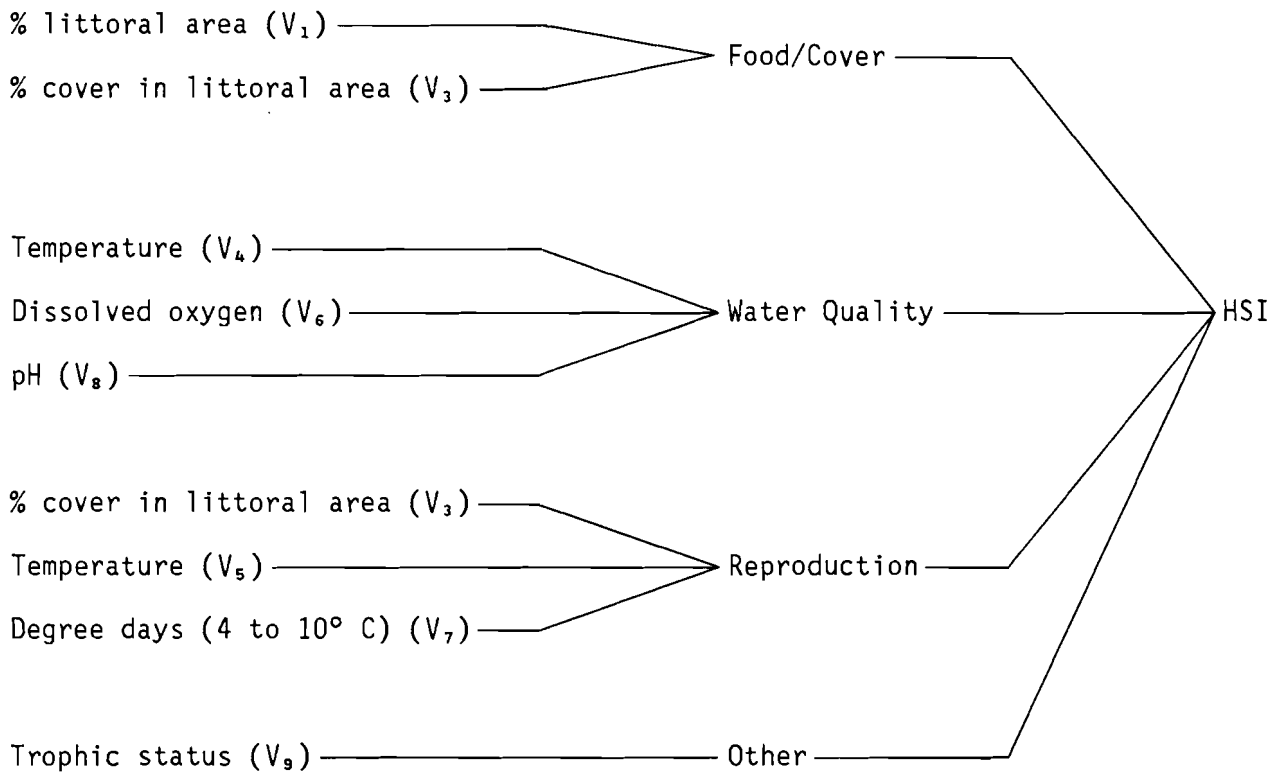 % littoral area (V₁)
Food/Cover
% cover in littoral area (V₃)
Temperature (V₄)
Dissolved oxygen (V₆)
Water Quality
HSI
pH (V₈)
% cover in littoral area (V₃)
Temperature (V₅)
Reproduction
Degree days (4 to 10° C) (V₇)
Trophic status (V₉)
Other